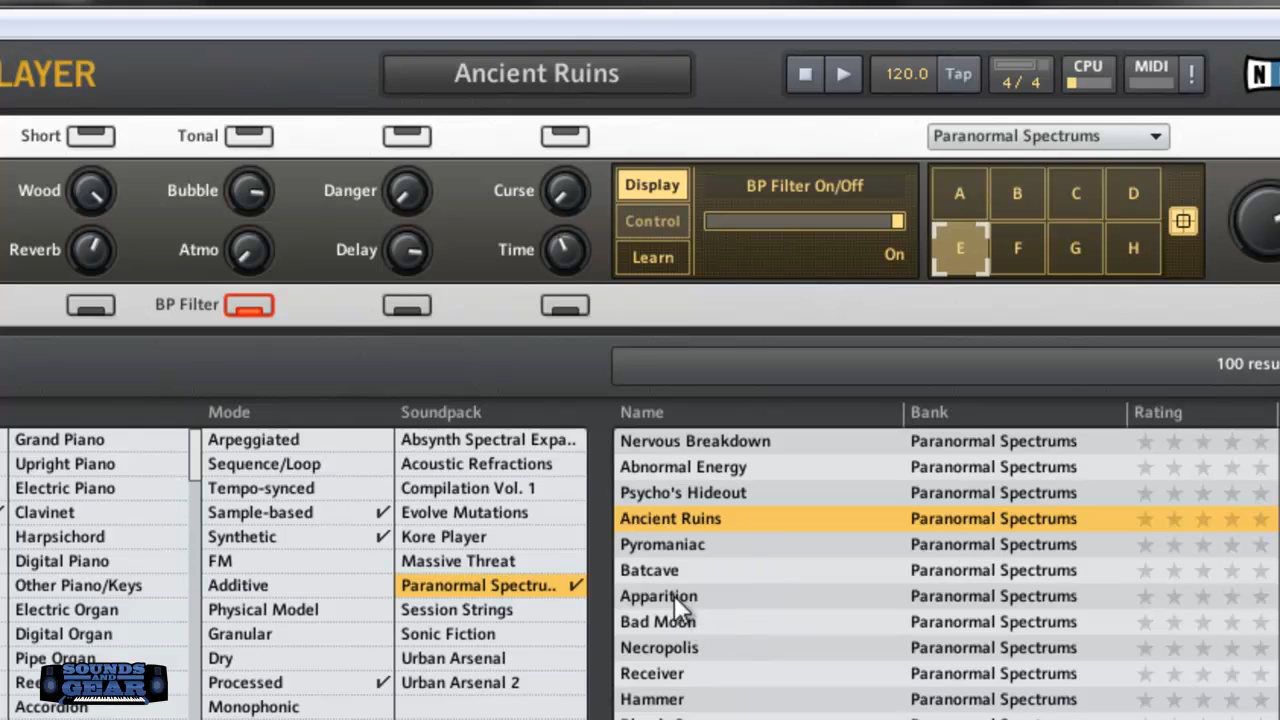 LAYER
Ancient Ruins
120.0 Tap
4 / 4
CPU
MIDI !
N
Short Tonal
Paranormal Spectrums
Wood Bubble Danger Curse
Reverb Atmo Delay Time
Display
Control
Learn
BP Filter On/Off
On
A B C D
E F G H
BP Filter
100 resu
Mode Soundpack Name Bank Rating
Grand Piano
Upright Piano
Electric Piano
Clavinet
Harpsichord
Digital Piano
Other Piano/Keys
Electric Organ
Digital Organ
Pipe Organ
Accordion
Arpeggiated
Sequence/Loop
Tempo-synced
Sample-based
Synthetic
FM
Additive
Physical Model
Granular
Dry
Processed
Monophonic
Absynth Spectral Expa..
Acoustic Refractions
Compilation Vol. 1
Evolve Mutations
Kore Player
Massive Threat
Paranormal Spectru..
Session Strings
Sonic Fiction
Urban Arsenal
Urban Arsenal 2
Nervous Breakdown Paranormal Spectrums
Abnormal Energy Paranormal Spectrums
Psycho's Hideout Paranormal Spectrums
Ancient Ruins Paranormal Spectrums
Pyromaniac Paranormal Spectrums
Batcave Paranormal Spectrums
Apparition Paranormal Spectrums
Bad Moon Paranormal Spectrums
Necropolis Paranormal Spectrums
Receiver Paranormal Spectrums
Hammer Paranormal Spectrums
SOUNDS
AND
GEAR